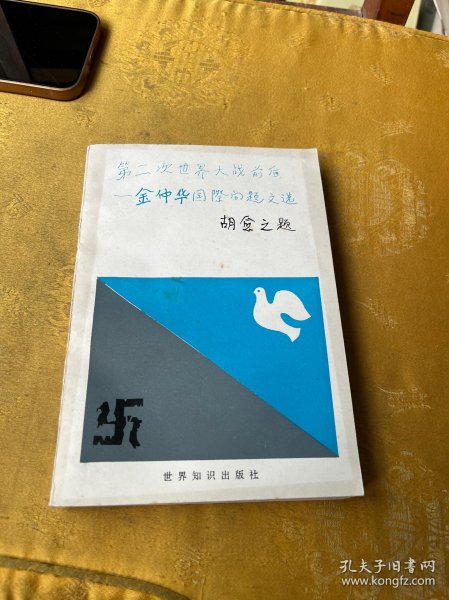 第二次世界大战前后
—金仲华国際问题文选
胡愈之题
世界知识出版社
孔夫子旧书网
www.kongfz.com